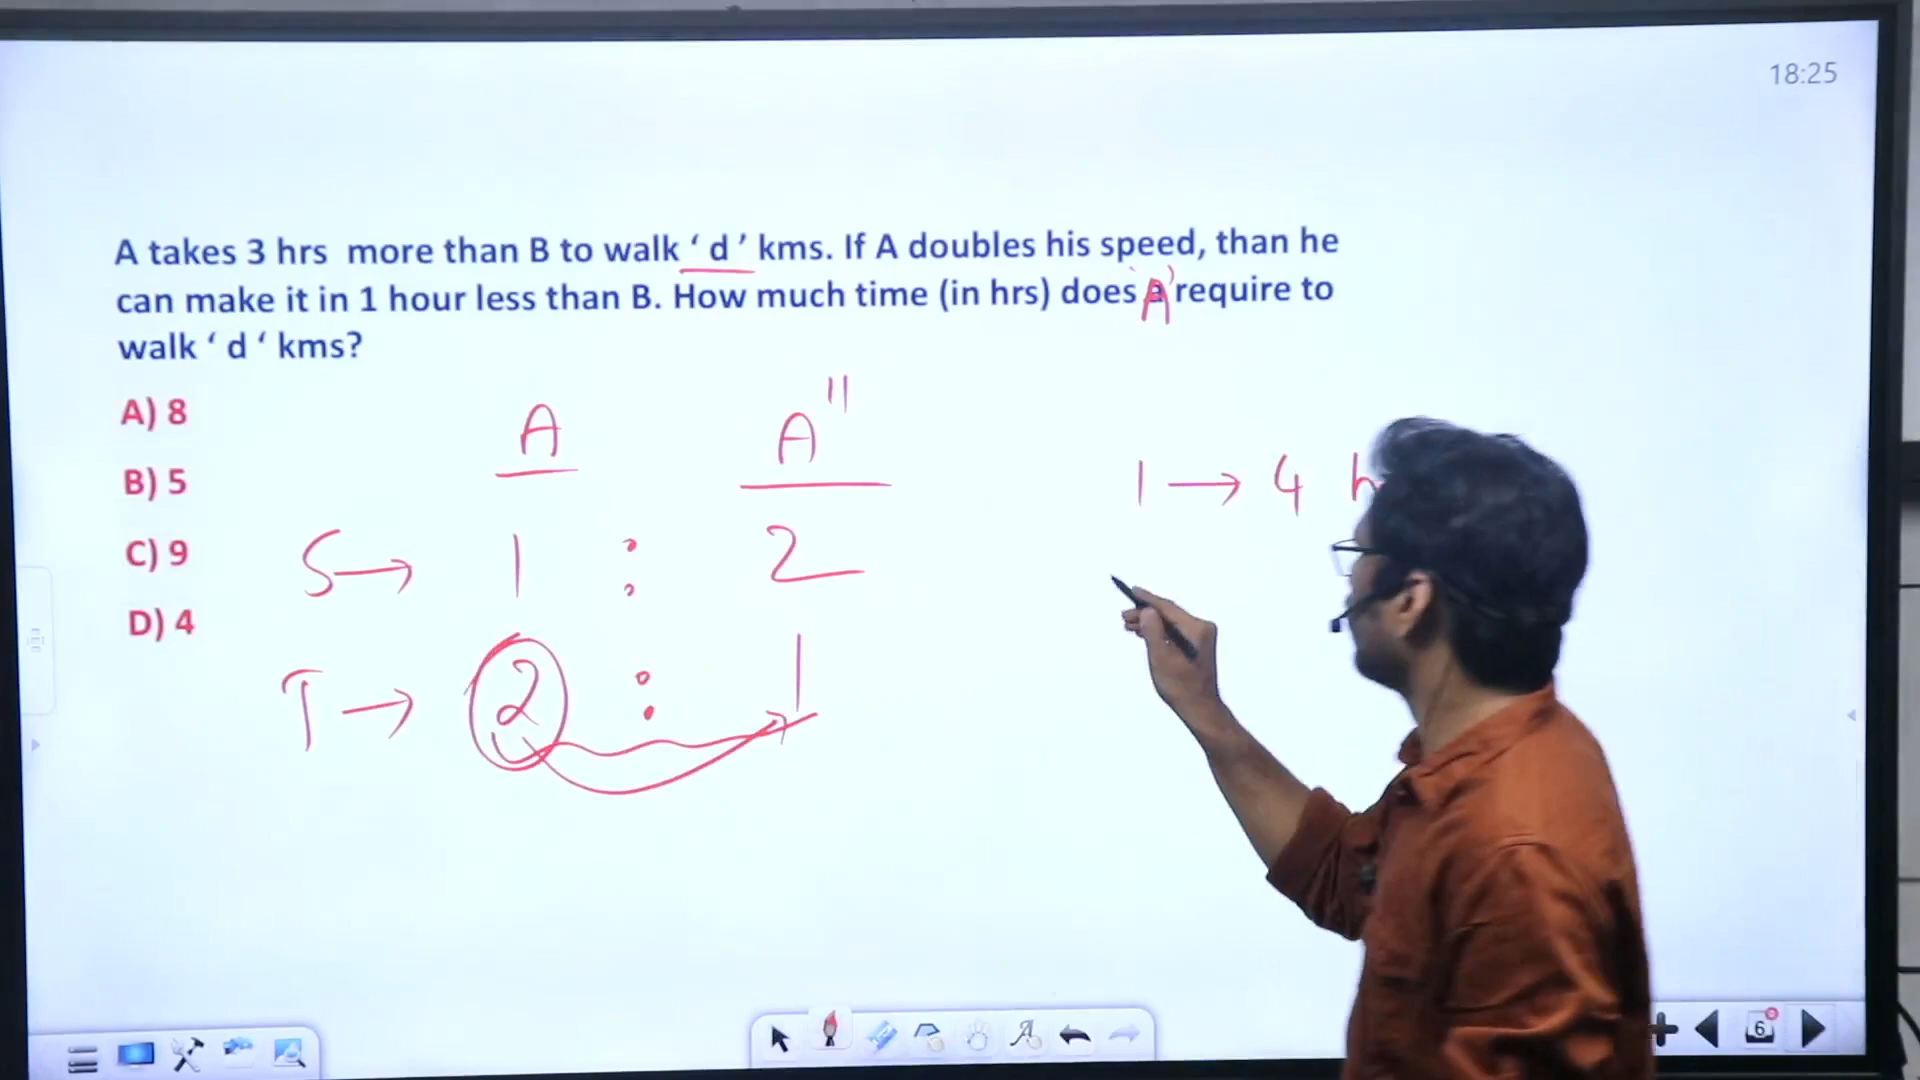 18:25
A takes 3 hrs more than B to walk ‘ d ’ kms. If A doubles his speed, than he
can make it in 1 hour less than B. How much time (in hrs) does A require to
walk ‘ d ‘ kms?
A) 8
B) 5
C) 9
D) 4
A A"
S→ 1 : 2
T→ 2 : 1
1 → 4 h
6